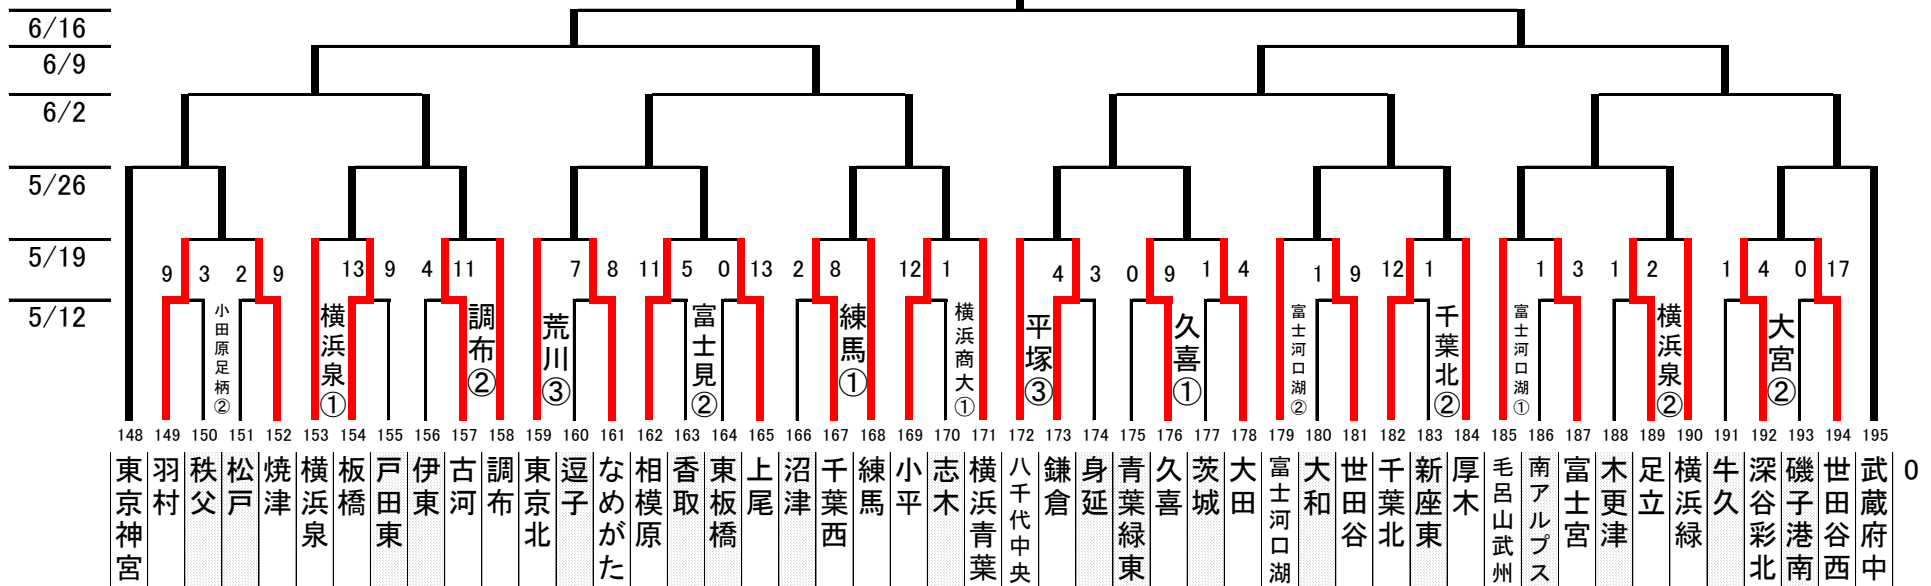 6/16
6/9
6/2
5/26
5/19
5/12
9 3 2 9 13 9 4 11 7 8 11 5 0 13 2 8 12 1 4 3 0 9 1 4 1 9 12 1 1 3 1 2 1 4 0 17
小田原足柄②
横浜泉①
調布②
荒川③
富士見②
練馬①
横浜商大①
平塚③
久喜①
富士河口湖②
千葉北②
富士河口湖①
横浜泉②
大宮②
148 149 150 151 152 153 154 155 156 157 158 159 160 161 162 163 164 165 166 167 168 169 170 171 172 173 174 175 176 177 178 179 180 181 182 183 184 185 186 187 188 189 190 191 192 193 194 195
東京神宮
羽村
秩父
松戸
焼津
横浜泉
板橋
戸田東
伊東
古河
調布
東京北
逗子
なめがた
相模原
香取
東板橋
上尾
沼津
千葉西
練馬
小平
志木
横浜青葉
八千代中央
鎌倉
身延
青葉緑東
久喜
茨城
大田
富士河口湖
大和
世田谷
千葉北
新座東
厚木
毛呂山武州
南アルプス
富士宮
木更津
足立
横浜緑
牛久
深谷彩北
磯子港南
世田谷西
武蔵府中
0